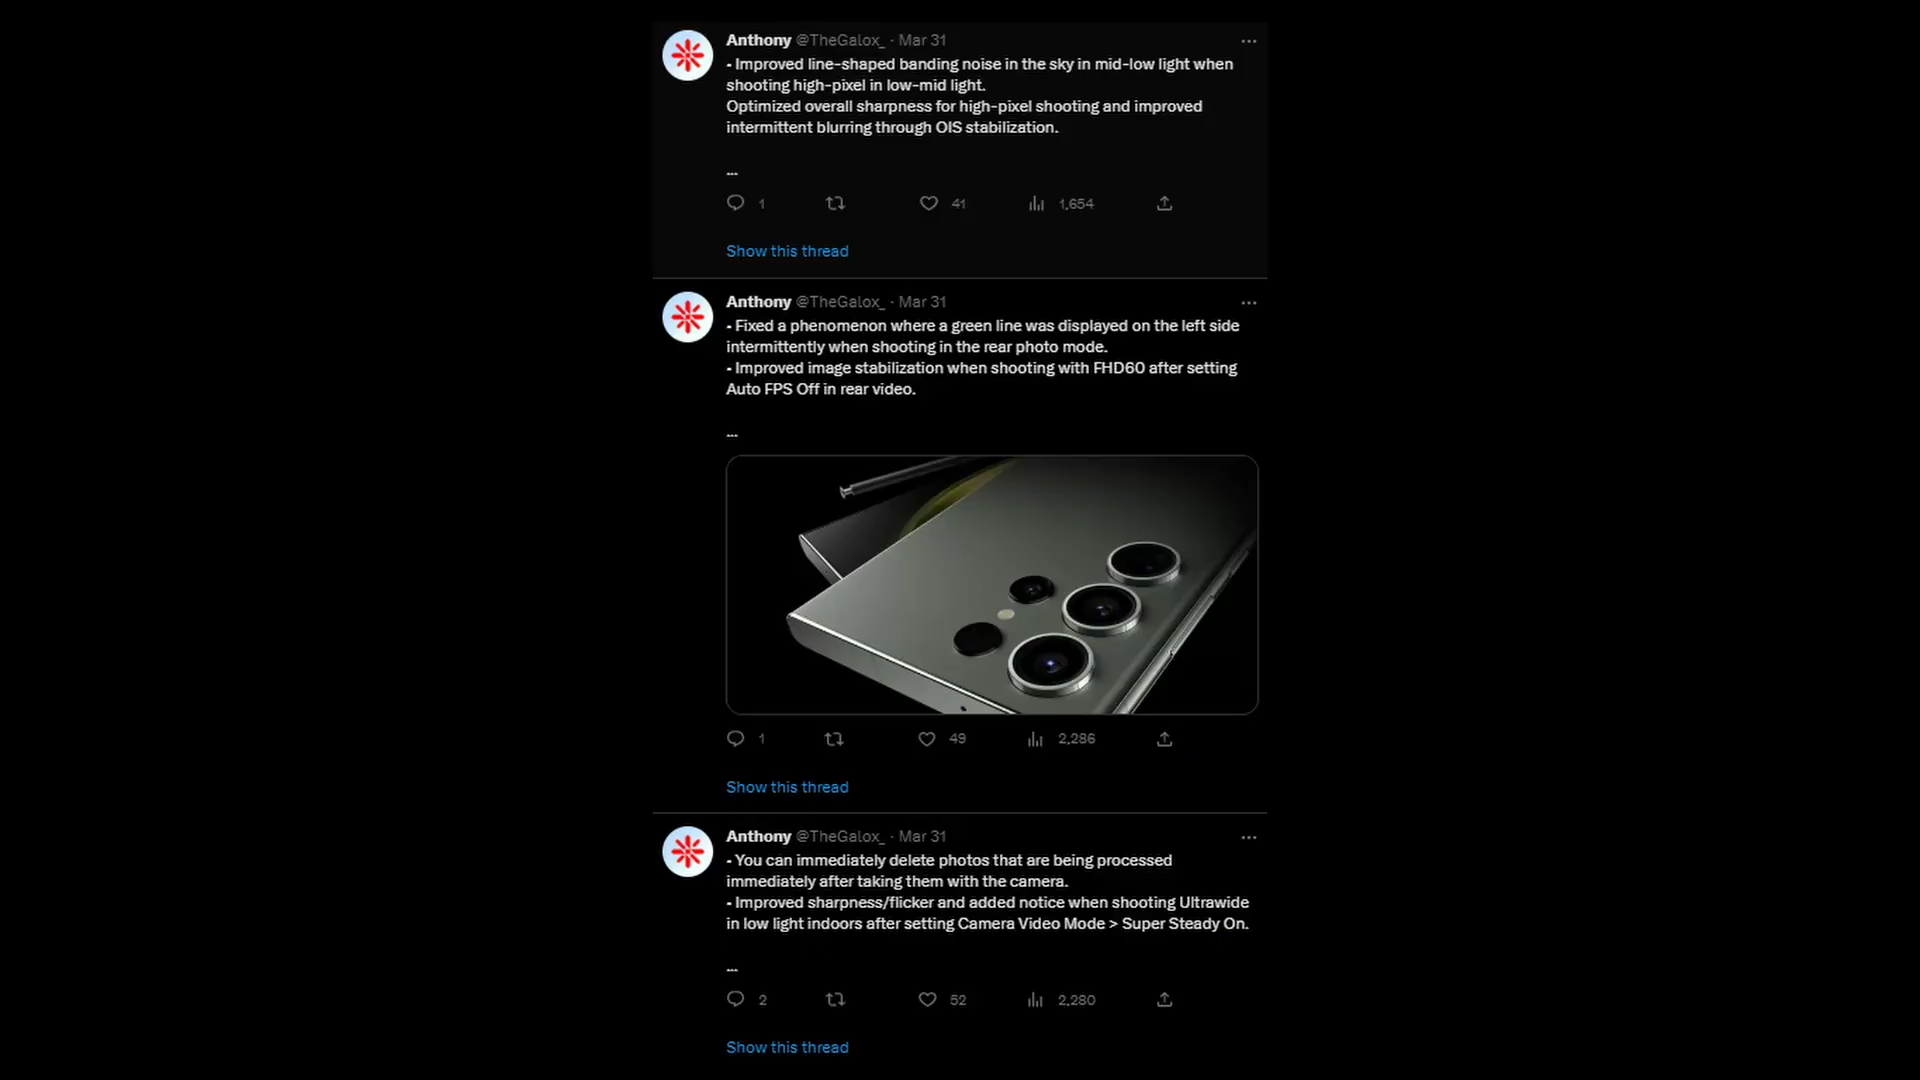 Anthony @TheGalox_ · Mar 31
- Improved line-shaped banding noise in the sky in mid-low light when
shooting high-pixel in low-mid light.
Optimized overall sharpness for high-pixel shooting and improved
intermittent blurring through OIS stabilization.
...
1 41 1,654
Show this thread
Anthony @TheGalox_ · Mar 31
- Fixed a phenomenon where a green line was displayed on the left side
intermittently when shooting in the rear photo mode.
- Improved image stabilization when shooting with FHD60 after setting
Auto FPS Off in rear video.
...
1 49 2,286
Show this thread
Anthony @TheGalox_ · Mar 31
- You can immediately delete photos that are being processed
immediately after taking them with the camera.
- Improved sharpness/flicker and added notice when shooting Ultrawide
in low light indoors after setting Camera Video Mode > Super Steady On.
...
2 52 2,280
Show this thread